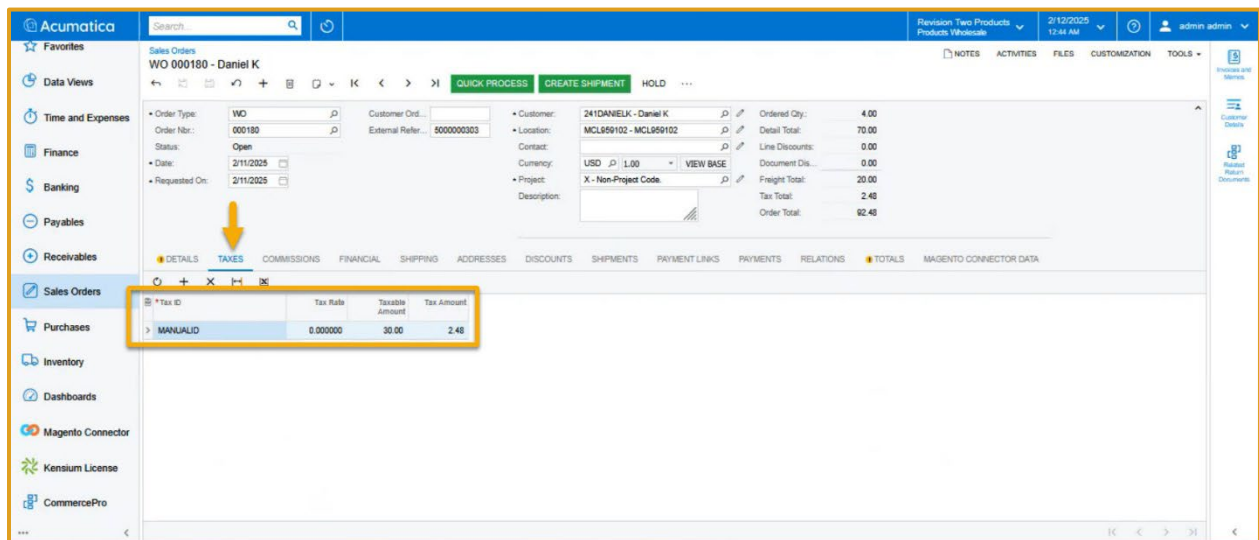 Acumatica
Search...
Revision Two Products
Products Wholesale
2/12/2025
12:44 AM
admin admin
Favorites
Data Views
Time and Expenses
Finance
Banking
Payables
Receivables
Sales Orders
Purchases
Inventory
Dashboards
Magento Connector
Kensium License
CommercePro
Sales Orders
WO 000180 - Daniel K
NOTES ACTIVITIES FILES CUSTOMIZATION TOOLS
QUICK PROCESS CREATE SHIPMENT HOLD ...
Order Type: WO
Order Nbr.: 000180
Status: Open
Date: 2/11/2025
Requested On: 2/11/2025
Customer Ord...
External Refer... 5000000303
Customer: 241DANIELK - Daniel K
Location: MCL959102 - MCL959102
Contact:
Currency: USD 1.00 VIEW BASE
Project: X - Non-Project Code.
Description:
Ordered Qty.: 4.00
Detail Total: 70.00
Line Discounts: 0.00
Document Dis... 0.00
Freight Total: 20.00
Tax Total: 2.48
Order Total: 92.48
DETAILS TAXES COMMISSIONS FINANCIAL SHIPPING ADDRESSES DISCOUNTS SHIPMENTS PAYMENT LINKS PAYMENTS RELATIONS TOTALS MAGENTO CONNECTOR DATA
*Tax ID Tax Rate Taxable Amount Tax Amount
MANUALID 0.000000 30.00 2.48
Invoices and
Memos
Customer
Details
Related
Return
Documents